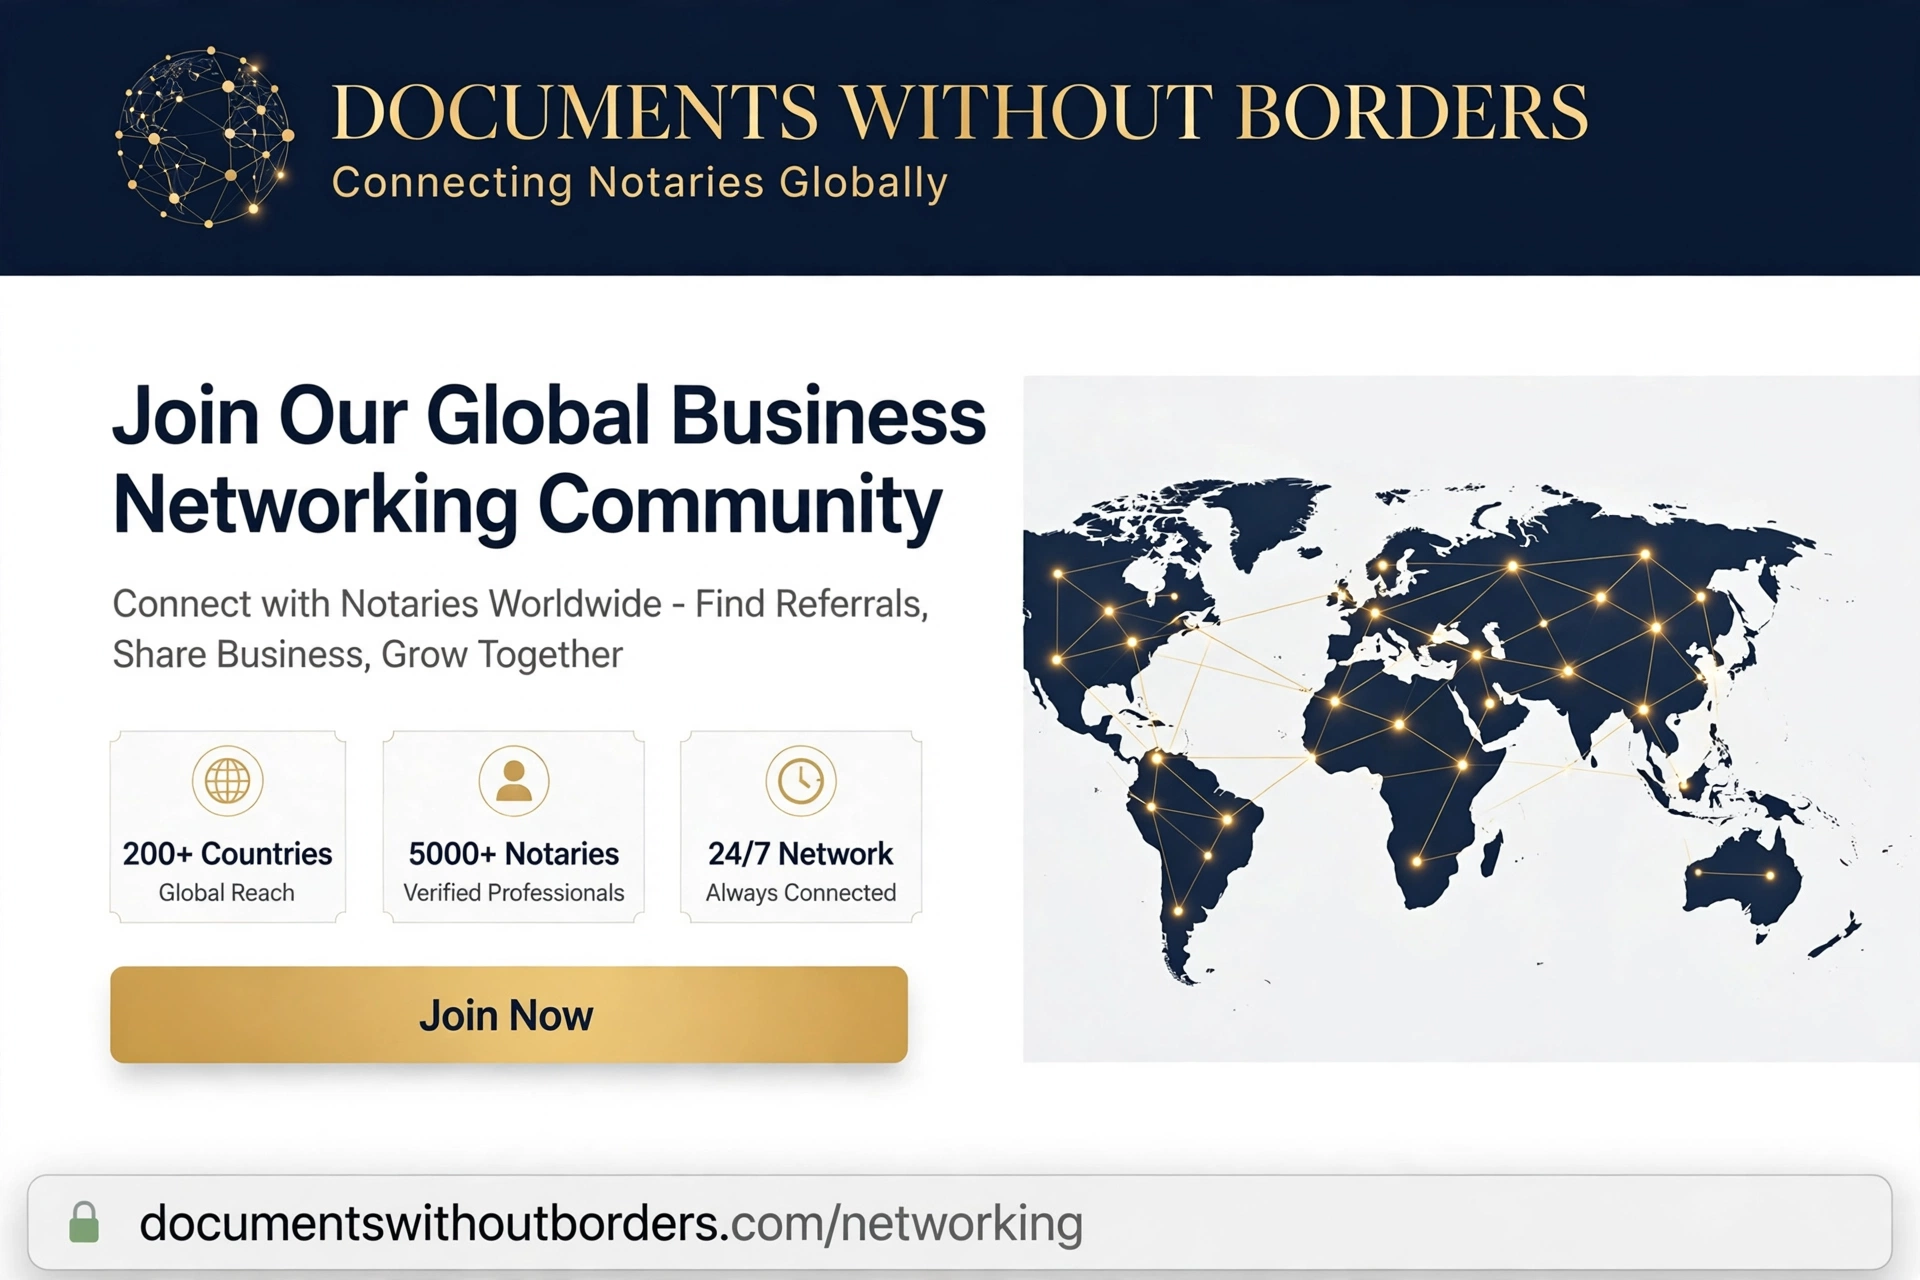 DOCUMENTS WITHOUT BORDERS
Connecting Notaries Globally
Join Our Global Business
Networking Community
Connect with Notaries Worldwide - Find Referrals,
Share Business, Grow Together
200+ Countries
Global Reach
5000+ Notaries
Verified Professionals
24/7 Network
Always Connected
Join Now
documentswithoutborders.com/networking